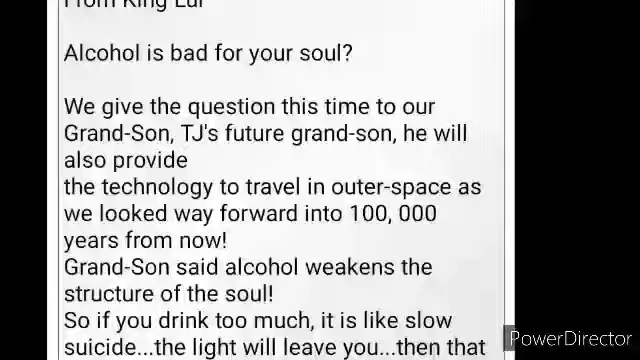 From King Lur
Alcohol is bad for your soul?
We give the question this time to our
Grand-Son, TJ's future grand-son, he will
also provide
the technology to travel in outer-space as
we looked way forward into 100, 000
years from now!
Grand-Son said alcohol weakens the
structure of the soul!
So if you drink too much, it is like slow
suicide...the light will leave you...then that
PowerDirector